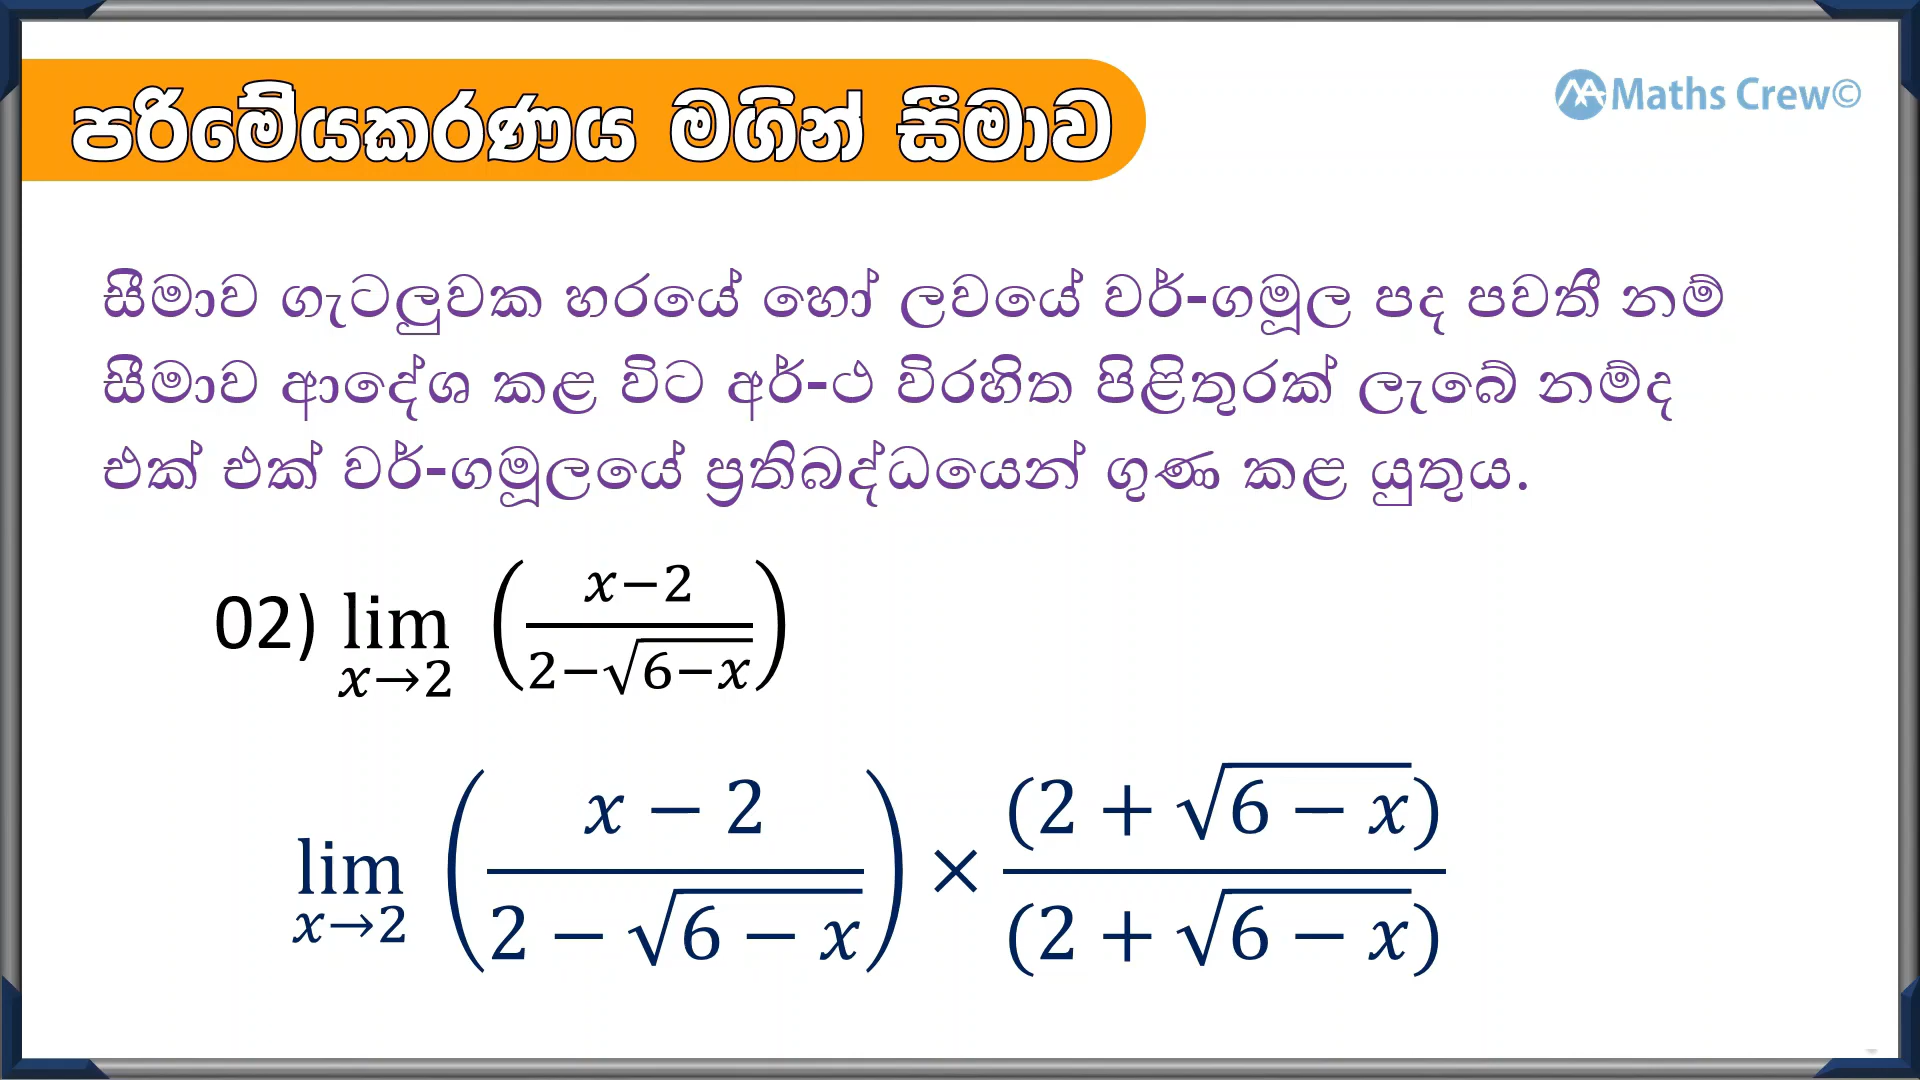 පරිමේයකරණය මගින් සීමාව
Maths Crew©
සීමාව ගැටලුවක හරයේ හෝ ලවයේ වර්-ගමූල පද පවතී නම්
සීමාව ආදේශ කළ විට අර්-ථ විරහිත පිළිතුරක් ලැබේ නම්ද
එක් එක් වර්-ගමූලයේ ප්‍රතිබද්ධයෙන් ගුණ කළ යුතුය.
02) lim x→2 (x−2 / 2−√6−x)
lim x→2 (x − 2 / 2 − √6 − x) × (2 + √6 − x) / (2 + √6 − x)